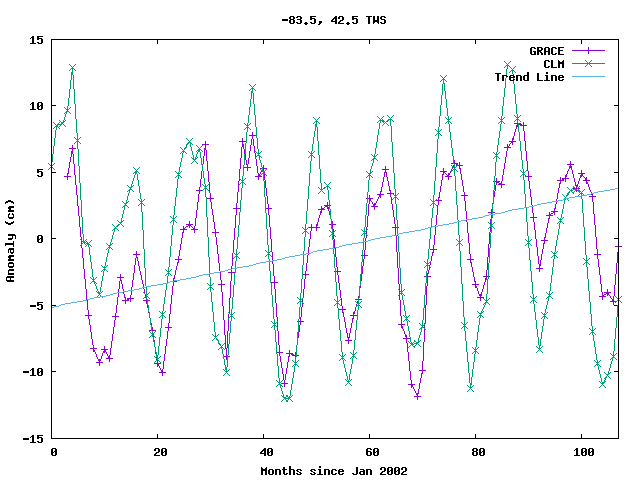 -83.5, 42.5 TWS
GRACE
CLM
Trend Line
15
10
5
0
-5
-10
-15
Anomaly (cm)
0 20 40 60 80 100
Months since Jan 2002